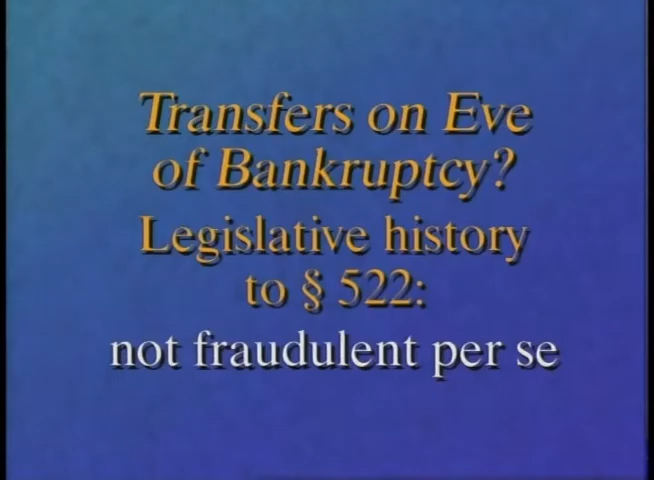 Transfers on Eve
of Bankruptcy?
Legislative history
to § 522:
not fraudulent per se